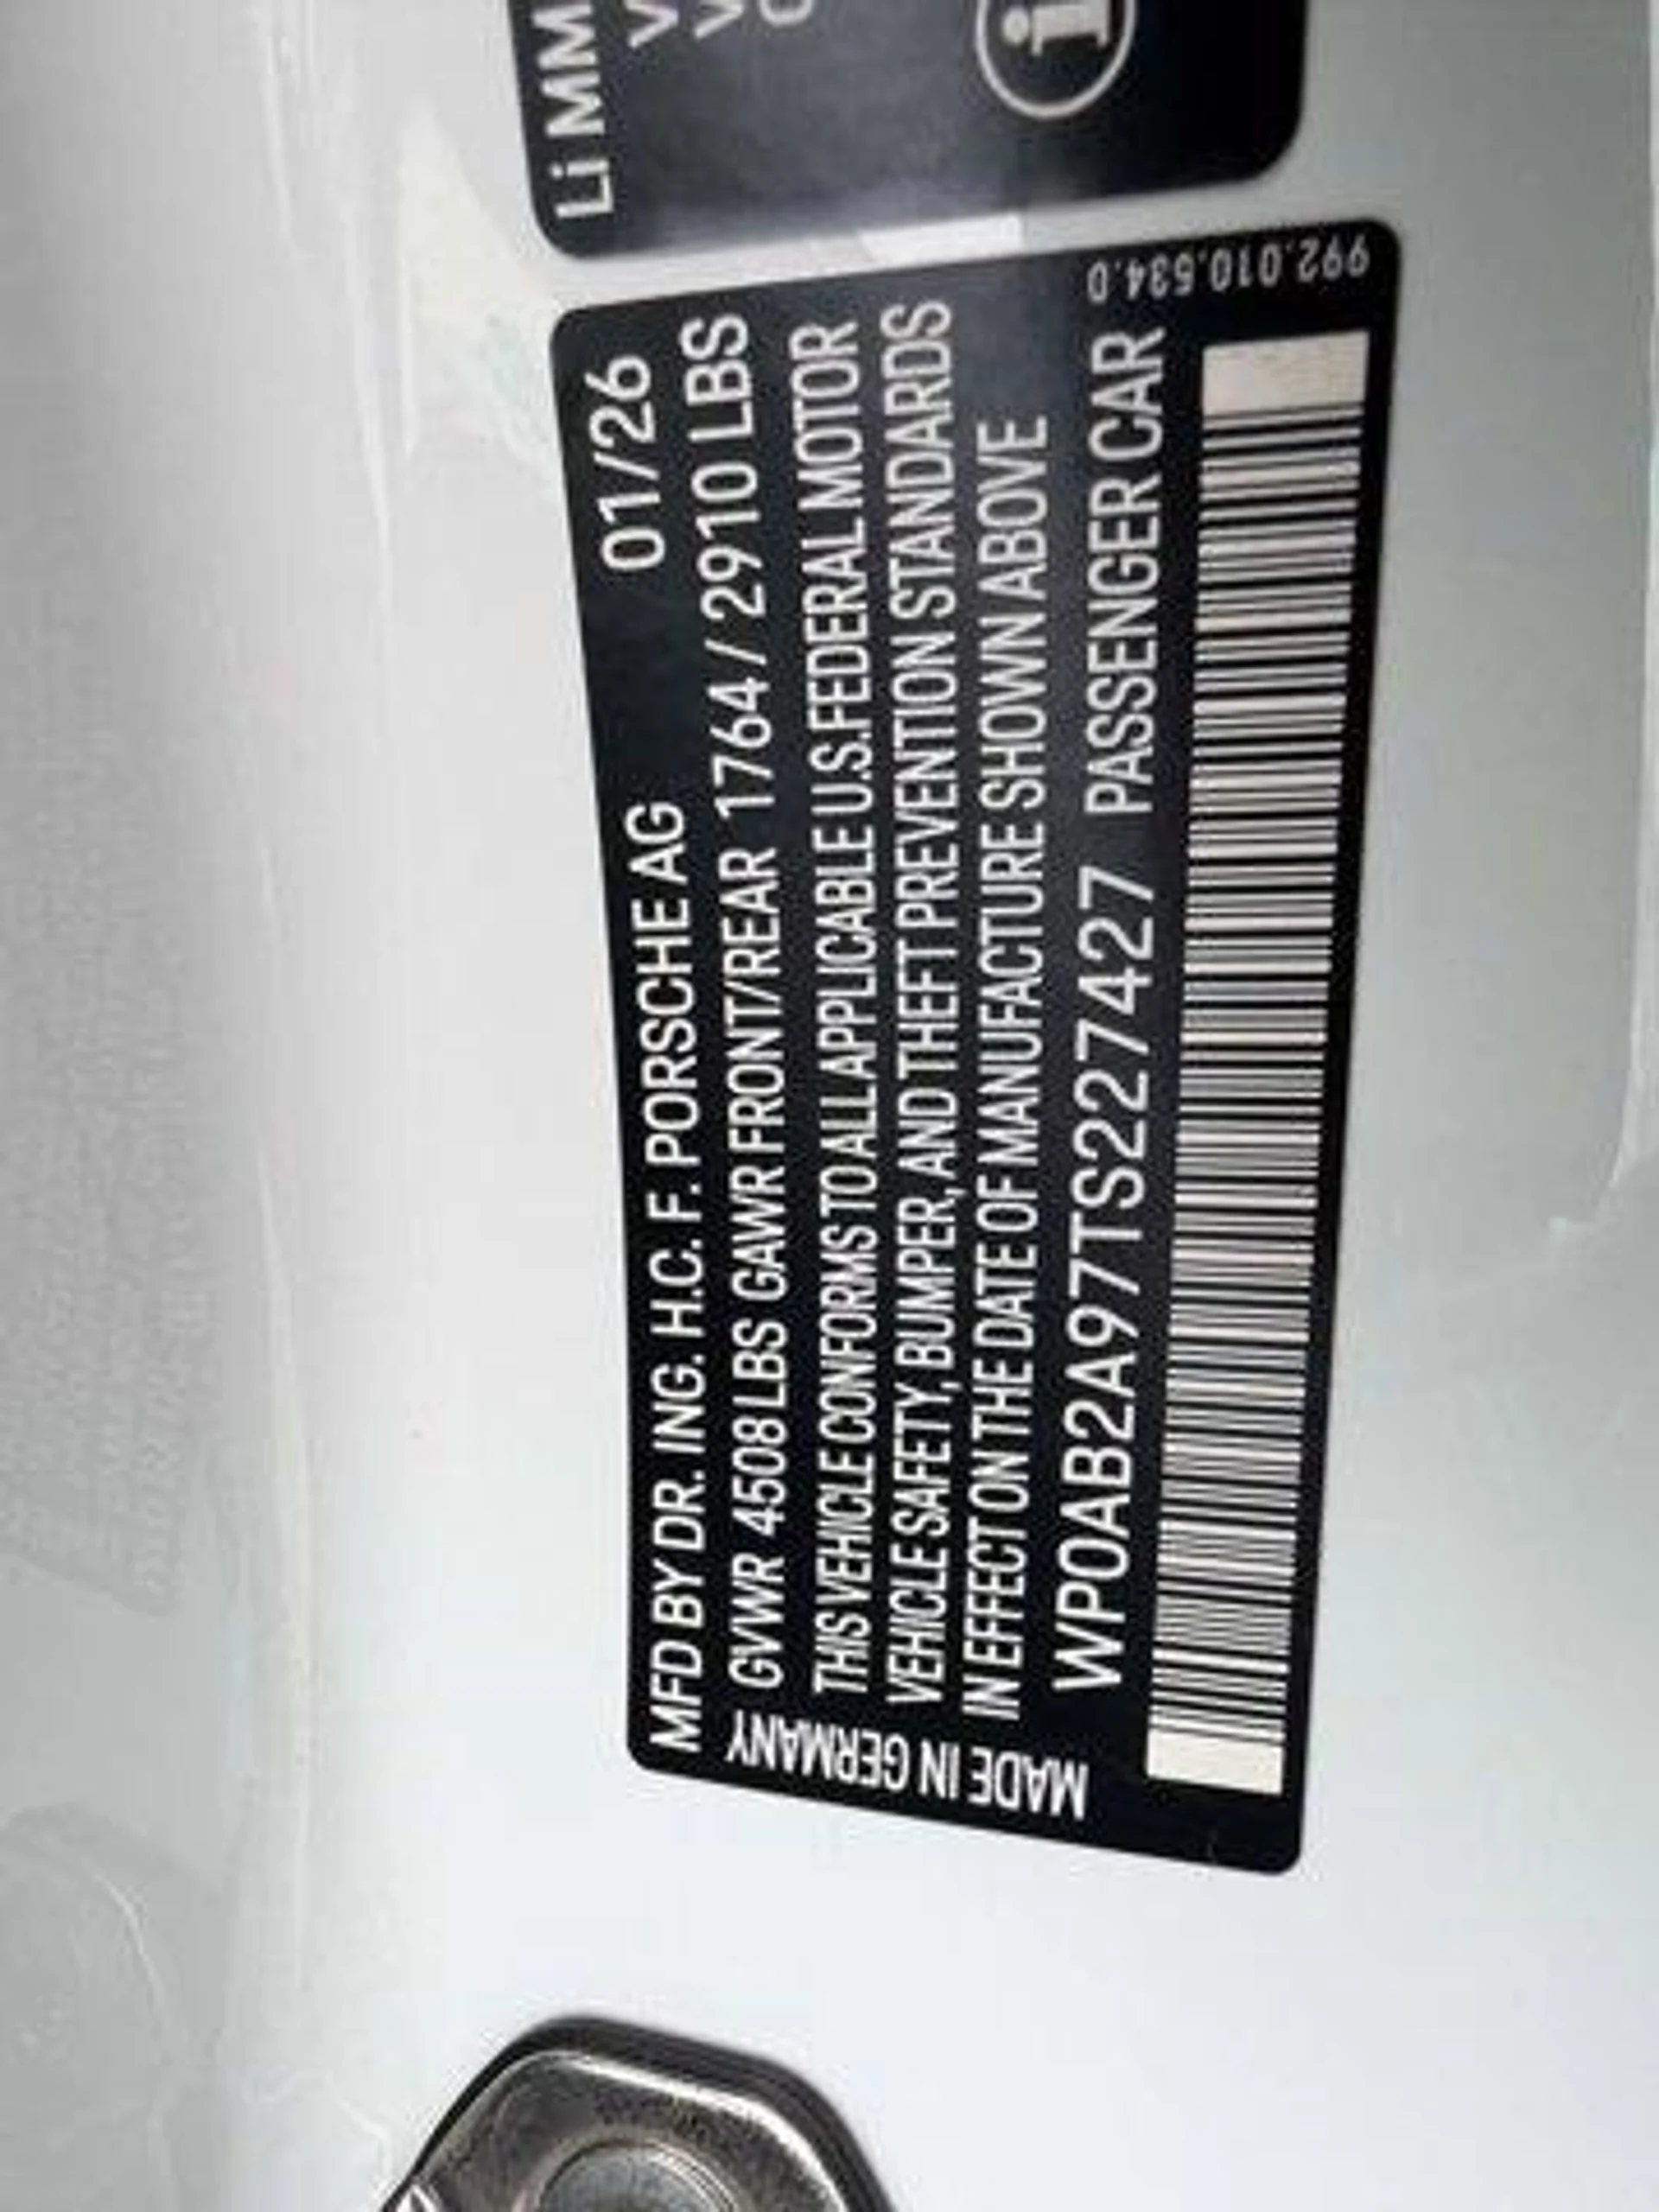 Li MM
MFD BY DR. ING. H.C. F. PORSCHE AG 01/26
GVWR 4508 LBS GAWR FRONT/REAR 1764 / 2910 LBS
THIS VEHICLE CONFORMS TO ALL APPLICABLE U.S.FEDERAL MOTOR
VEHICLE SAFETY, BUMPER, AND THEFT PREVENTION STANDARDS
IN EFFECT ON THE DATE OF MANUFACTURE SHOWN ABOVE
WP0AB2A97TS227427 PASSENGER CAR
MADE IN GERMANY
992.010.534.0